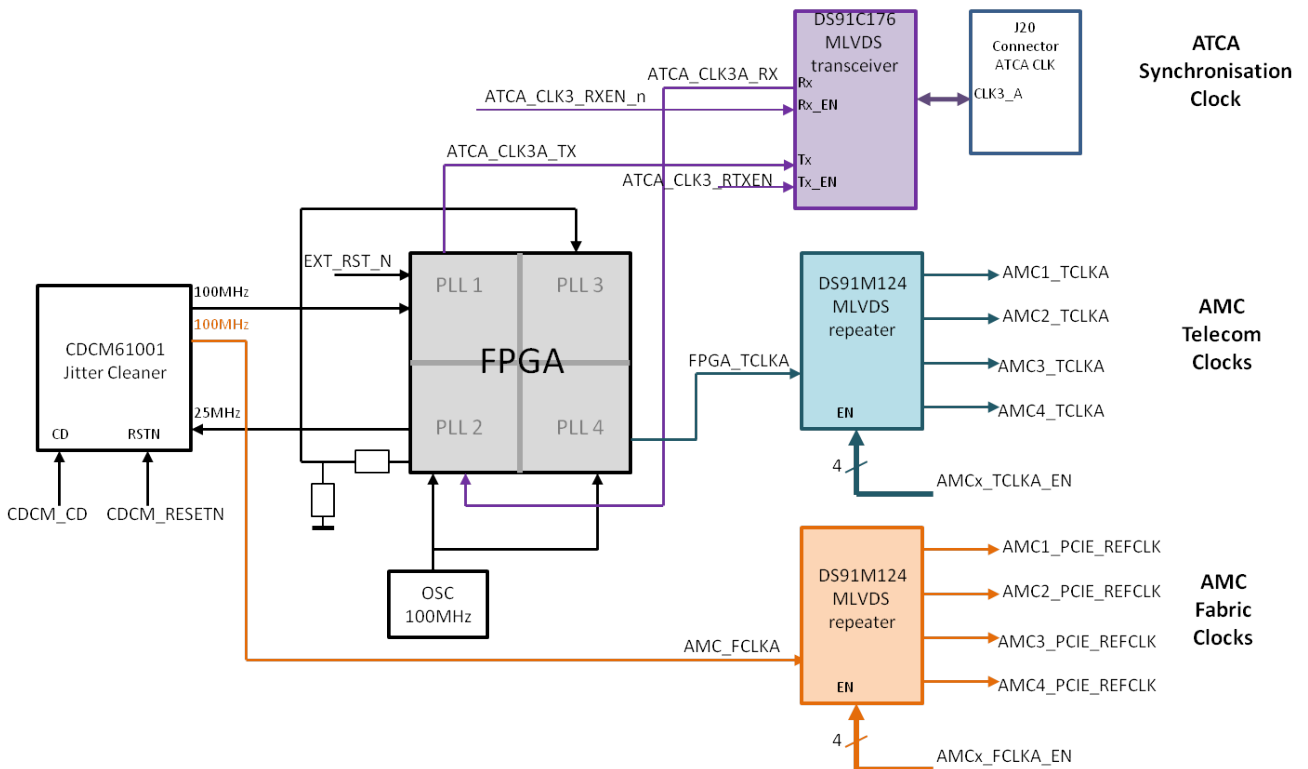 DS91C176
MLVDS
transceiver
Rx
Rx_EN
Tx
Tx_EN
J20
Connector
ATCA CLK
CLK3_A
ATCA
Synchronisation
Clock
ATCA_CLK3A_RX
ATCA_CLK3_RXEN_n
ATCA_CLK3A_TX
ATCA_CLK3_RTXEN
EXT_RST_N
PLL 1
PLL 3
FPGA
PLL 2
PLL 4
100MHz
100MHz
25MHz
CDCM61001
Jitter Cleaner
CD
RSTN
CDCM_CD
CDCM_RESETN
OSC
100MHz
FPGA_TCLKA
DS91M124
MLVDS
repeater
EN
4
AMCx_TCLKA_EN
AMC1_TCLKA
AMC2_TCLKA
AMC3_TCLKA
AMC4_TCLKA
AMC
Telecom
Clocks
AMC_FCLKA
DS91M124
MLVDS
repeater
EN
4
AMCx_FCLKA_EN
AMC1_PCIE_REFCLK
AMC2_PCIE_REFCLK
AMC3_PCIE_REFCLK
AMC4_PCIE_REFCLK
AMC
Fabric
Clocks